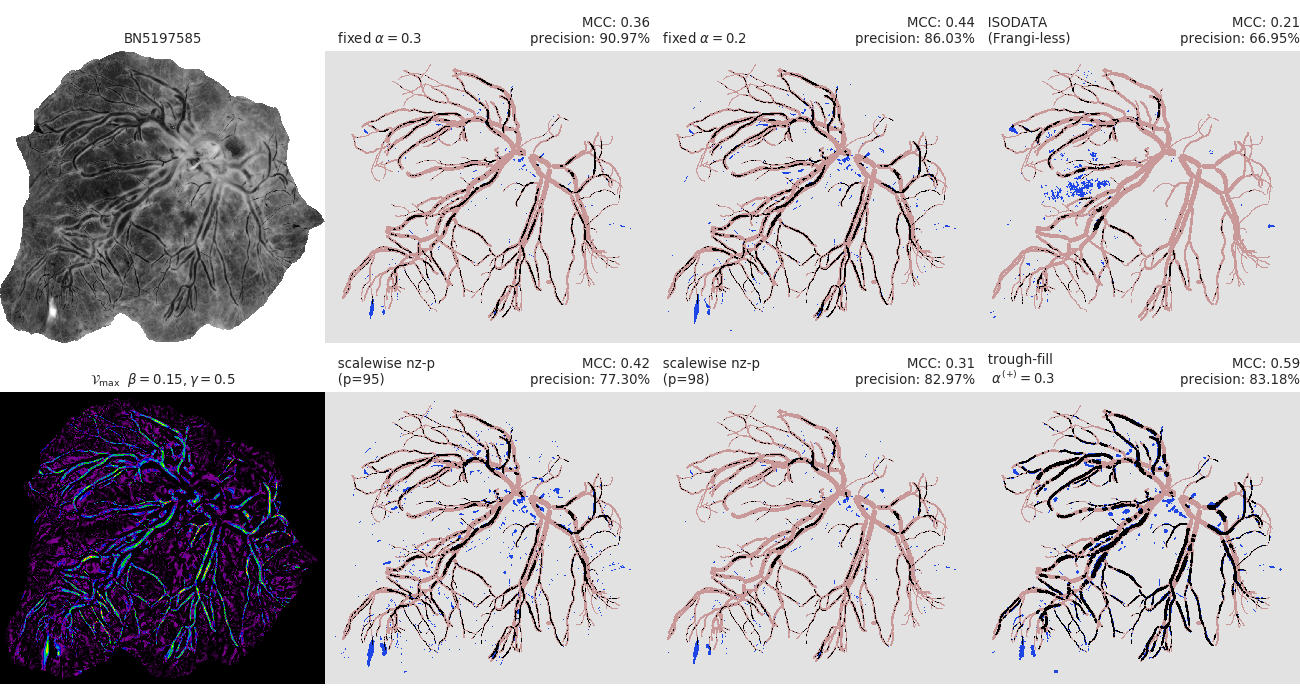 BN5197585
fixed α = 0.3
MCC: 0.36
precision: 90.97%
fixed α = 0.2
MCC: 0.44
precision: 86.03%
ISODATA
(Frangi-less)
MCC: 0.21
precision: 66.95%
𝒱max β = 0.15, γ = 0.5
scalewise nz-p
(p=95)
MCC: 0.42
precision: 77.30%
scalewise nz-p
(p=98)
MCC: 0.31
precision: 82.97%
trough-fill
α(+) = 0.3
MCC: 0.59
precision: 83.18%